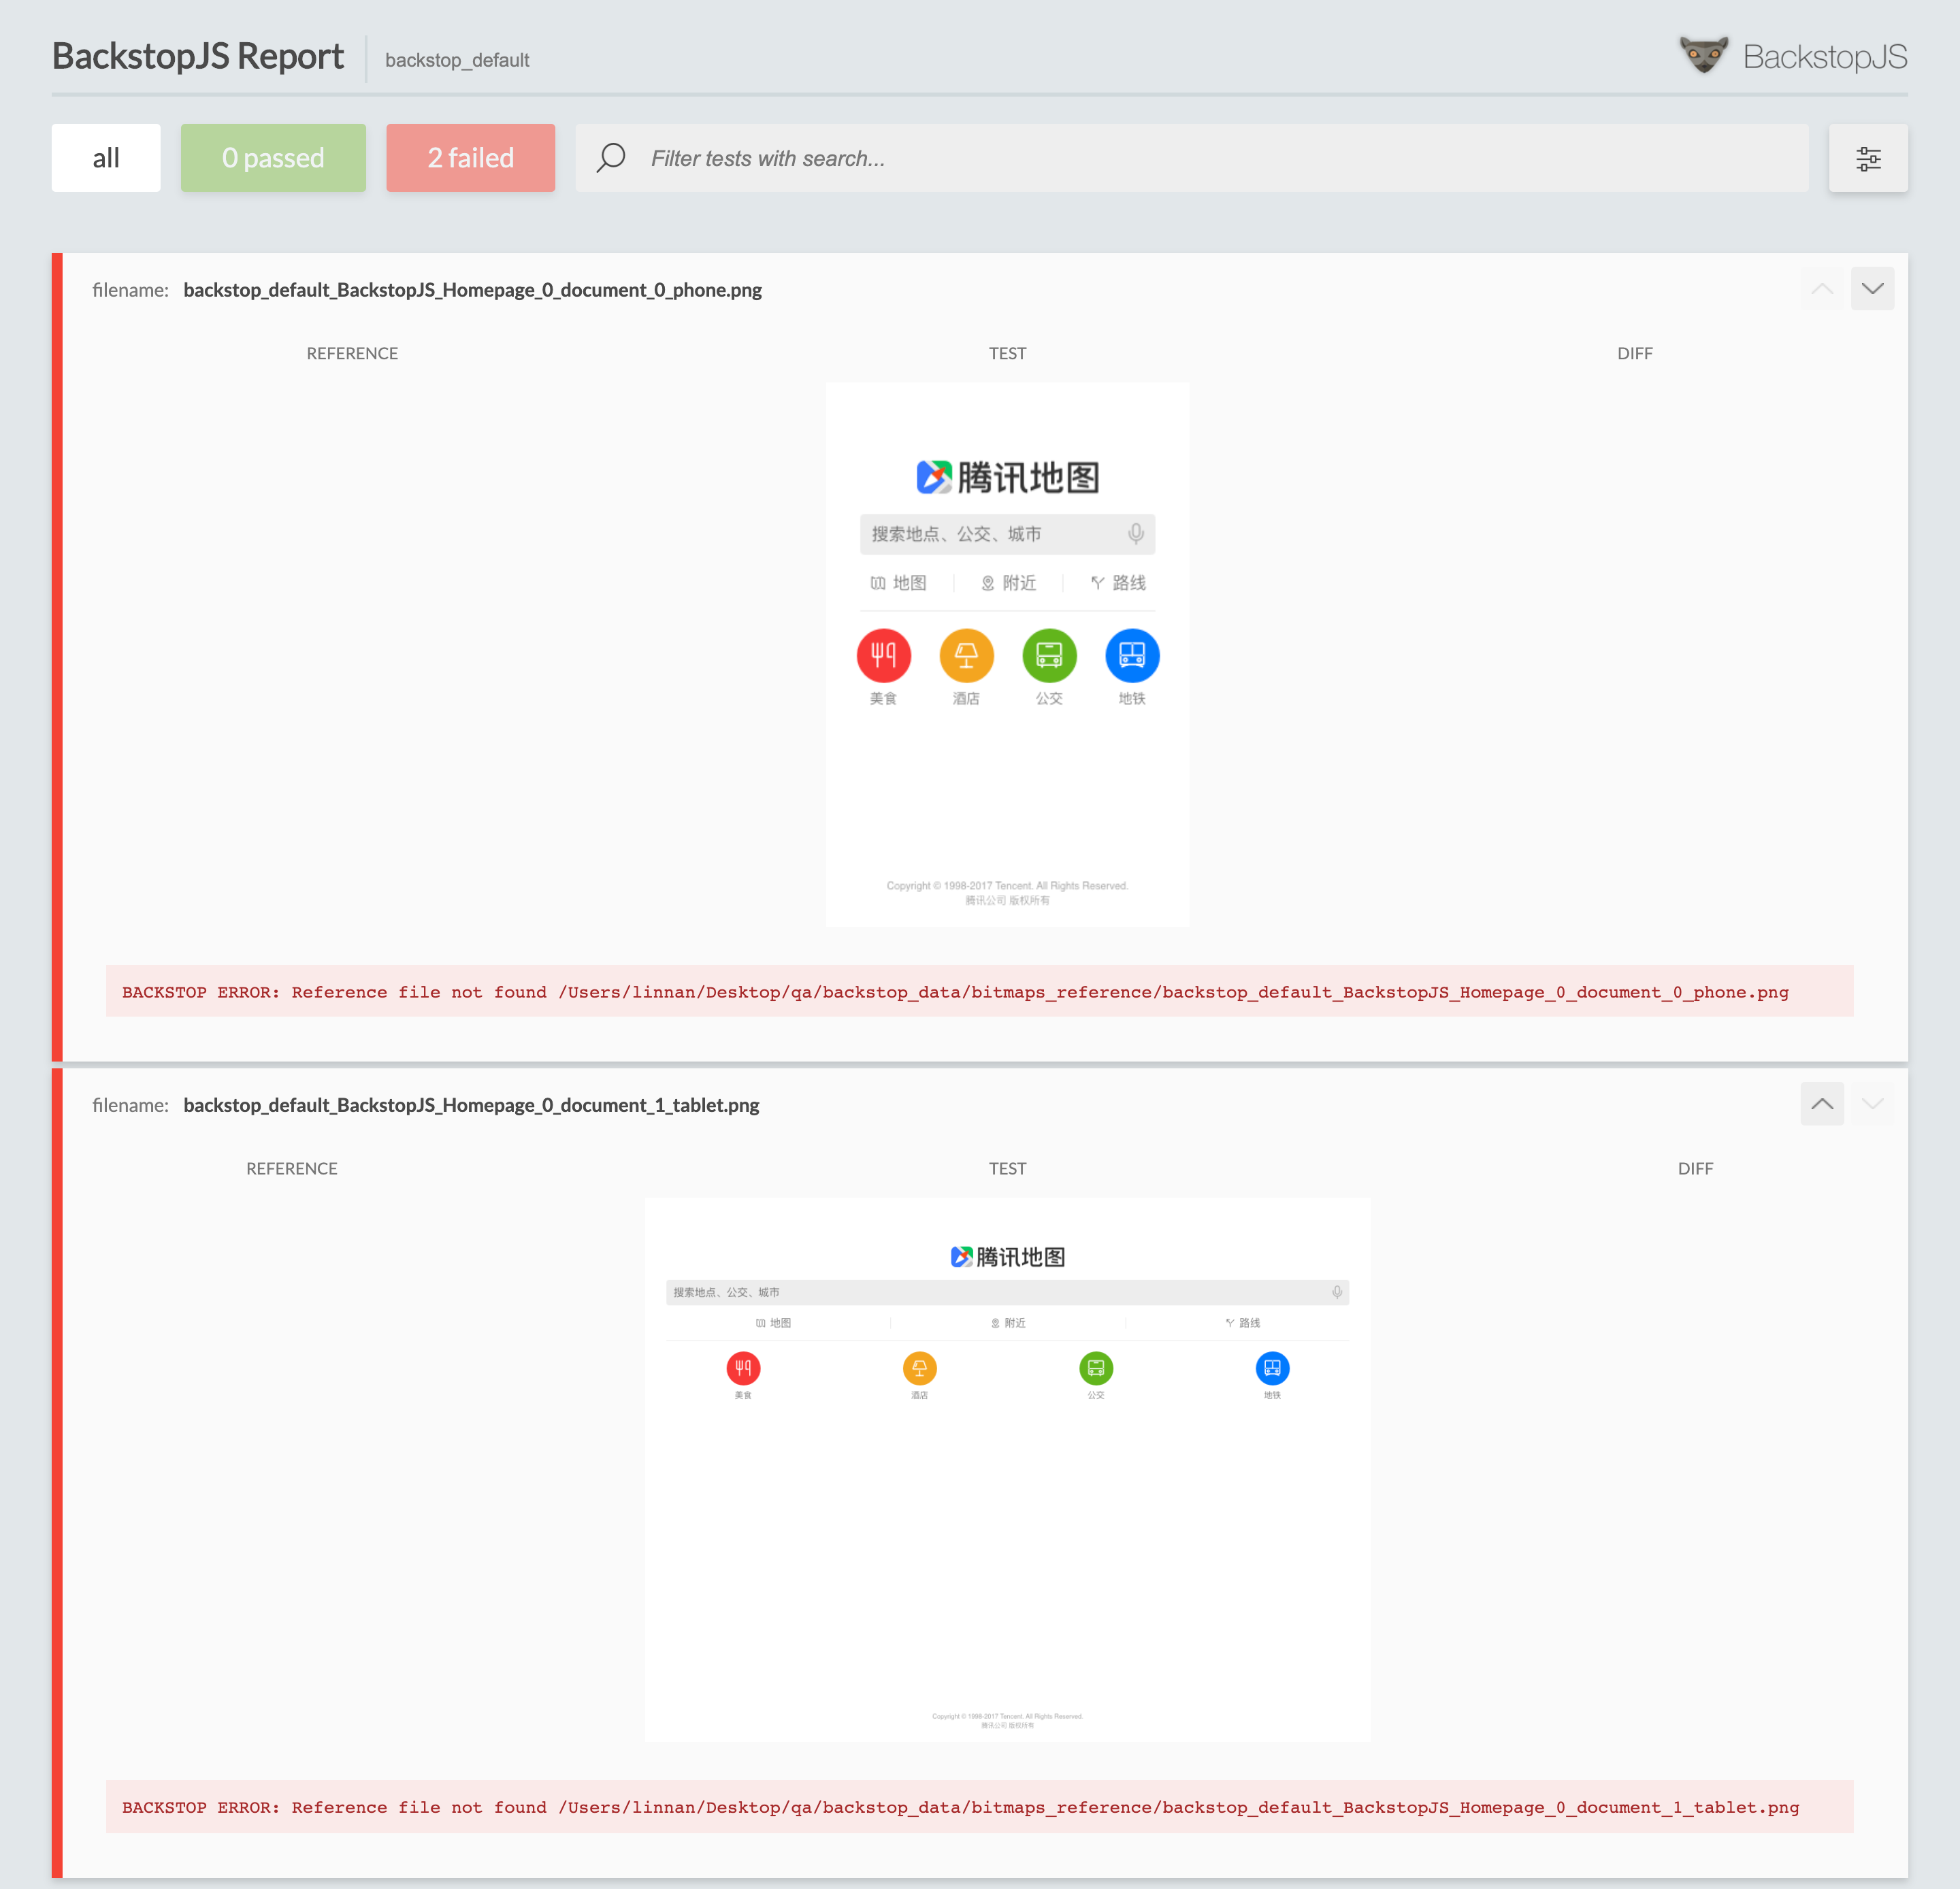 BackstopJS Report
backstop_default
BackstopJS
all
0 passed
2 failed
Filter tests with search...
filename: backstop_default_BackstopJS_Homepage_0_document_0_phone.png
REFERENCE
TEST
DIFF
腾讯地图
搜索地点、公交、城市
地图 附近 路线
美食 酒店 公交 地铁
Copyright © 1998-2017 Tencent. All Rights Reserved.
腾讯公司 版权所有
BACKSTOP ERROR: Reference file not found /Users/linnan/Desktop/qa/backstop_data/bitmaps_reference/backstop_default_BackstopJS_Homepage_0_document_0_phone.png
filename: backstop_default_BackstopJS_Homepage_0_document_1_tablet.png
REFERENCE
TEST
DIFF
腾讯地图
搜索地点、公交、城市
地图 附近 路线
美食 酒店 公交 地铁
Copyright © 1998-2017 Tencent. All Rights Reserved.
腾讯公司 版权所有
BACKSTOP ERROR: Reference file not found /Users/linnan/Desktop/qa/backstop_data/bitmaps_reference/backstop_default_BackstopJS_Homepage_0_document_1_tablet.png